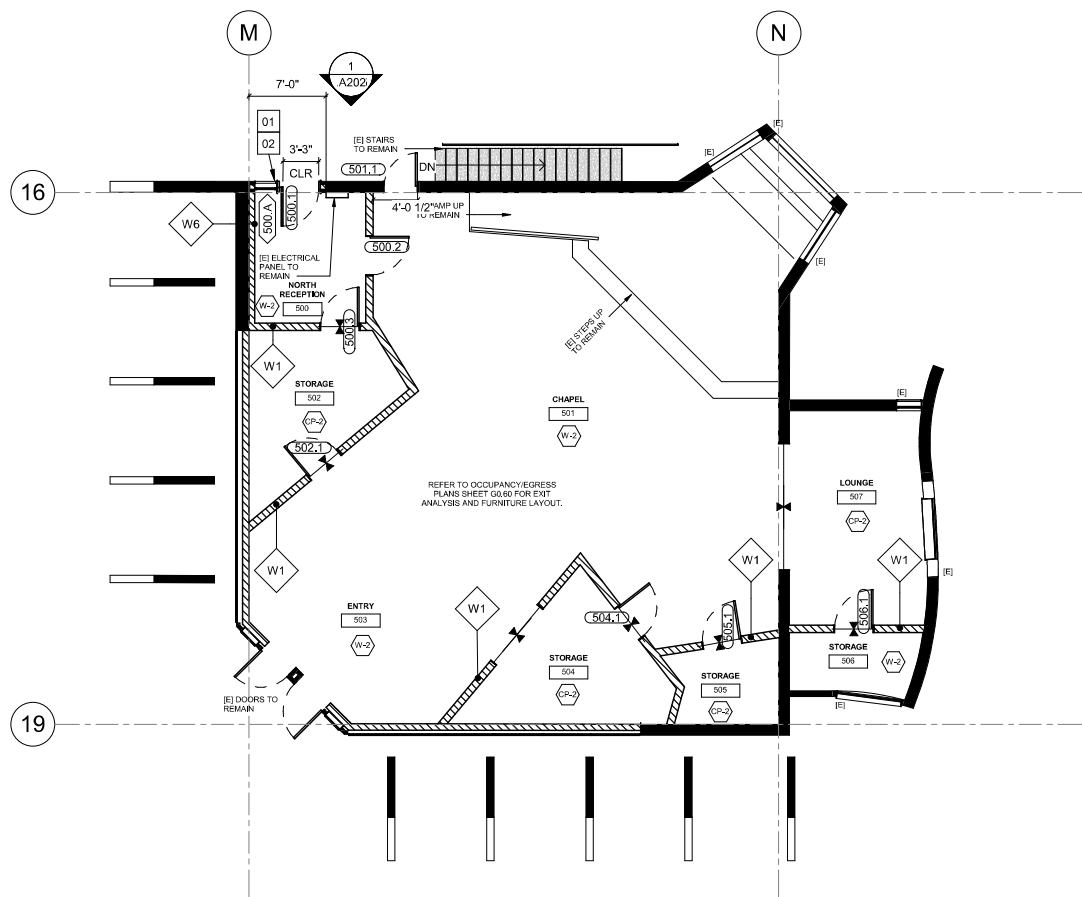 M
N
7'-0"
1
A202
01
02
3'-3"
CLR
[E] STAIRS
TO REMAIN
501.1
DN
[E]
[E]
[E]
16
500.A
500.1
4'-0 1/2"
AMP UP
TO REMAIN
W6
500.2
[E] ELECTRICAL
PANEL TO
REMAIN
NORTH
RECEPTION
W-2
500
500.3
[E] STEPS UP
TO REMAIN
W1
STORAGE
502
CP-2
502.1
CHAPEL
501
W-2
[E]
REFER TO OCCUPANCY/EGRESS
PLANS SHEET G0.60 FOR EXIT
ANALYSIS AND FURNITURE LAYOUT.
LOUNGE
507
CP-2
W1
W1
W1
W1
[E]
ENTRY
503
W-2
504.1
505.1
506.1
STORAGE
504
CP-2
STORAGE
505
CP-2
STORAGE
506
W-2
[E] DOORS TO
REMAIN
[E]
19